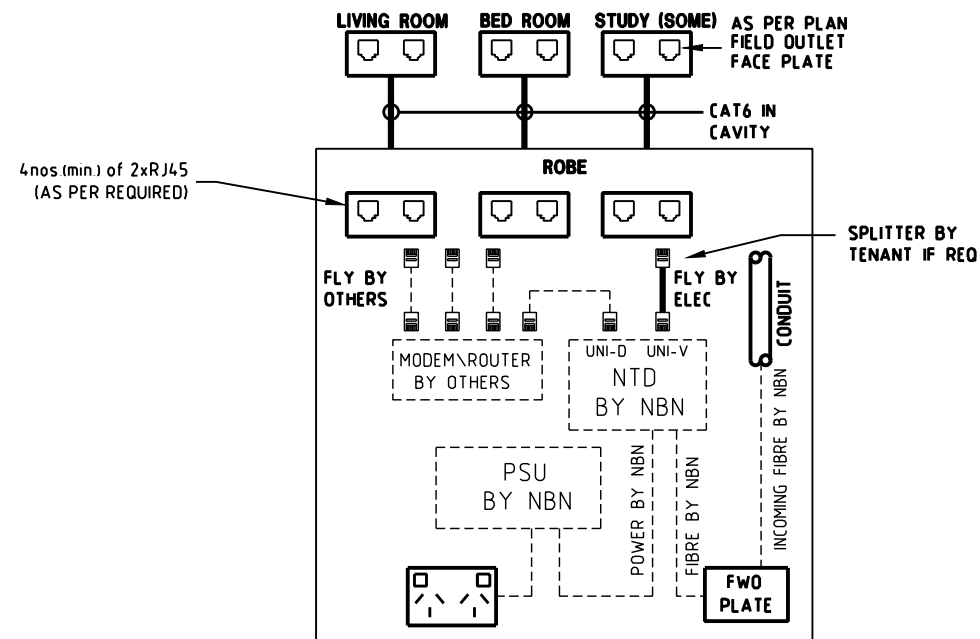 LIVING ROOM
BED ROOM
STUDY (SOME)
AS PER PLAN
FIELD OUTLET
FACE PLATE
CAT6 IN
CAVITY
ROBE
4nos.(min.) of 2xRJ45
(AS PER REQUIRED)
SPLITTER BY
TENANT IF REQ
FLY BY
OTHERS
FLY BY
ELEC
CONDUIT
MODEM\ROUTER
BY OTHERS
UNI-D
UNI-V
NTD
BY NBN
PSU
BY NBN
POWER BY NBN
FIBRE BY NBN
INCOMING FIBRE BY NBN
FWO
PLATE